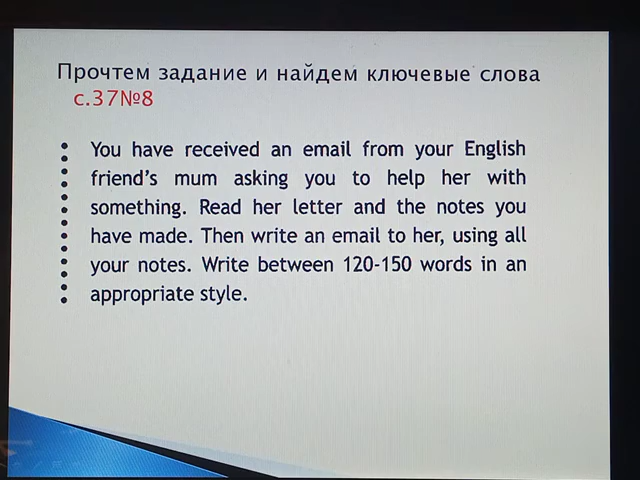 Прочтем задание и найдем ключевые слова
с.37№8
You have received an email from your English
friend's mum asking you to help her with
something. Read her letter and the notes you
have made. Then write an email to her, using all
your notes. Write between 120-150 words in an
appropriate style.